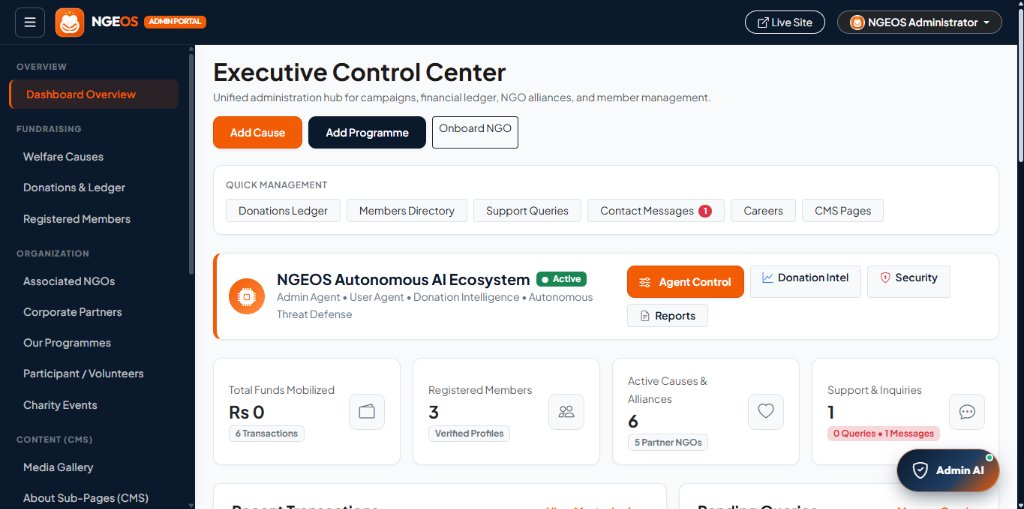 NGEOS ADMIN PORTAL
Live Site
NGEOS Administrator
OVERVIEW
Dashboard Overview
FUNDRAISING
Welfare Causes
Donations & Ledger
Registered Members
ORGANIZATION
Associated NGOs
Corporate Partners
Our Programmes
Participant / Volunteers
Charity Events
CONTENT (CMS)
Media Gallery
About Sub-Pages (CMS)
Executive Control Center
Unified administration hub for campaigns, financial ledger, NGO alliances, and member management.
Add Cause
Add Programme
Onboard NGO
QUICK MANAGEMENT
Donations Ledger
Members Directory
Support Queries
Contact Messages 1
Careers
CMS Pages
NGEOS Autonomous AI Ecosystem
Active
Admin Agent • User Agent • Donation Intelligence • Autonomous
Threat Defense
Agent Control
Donation Intel
Security
Reports
Total Funds Mobilized
Rs 0
6 Transactions
Registered Members
3
Verified Profiles
Active Causes &
Alliances
6
5 Partner NGOs
Support & Inquiries
1
0 Queries • 1 Messages
Admin AI
Recent Transactions
Pending Queries